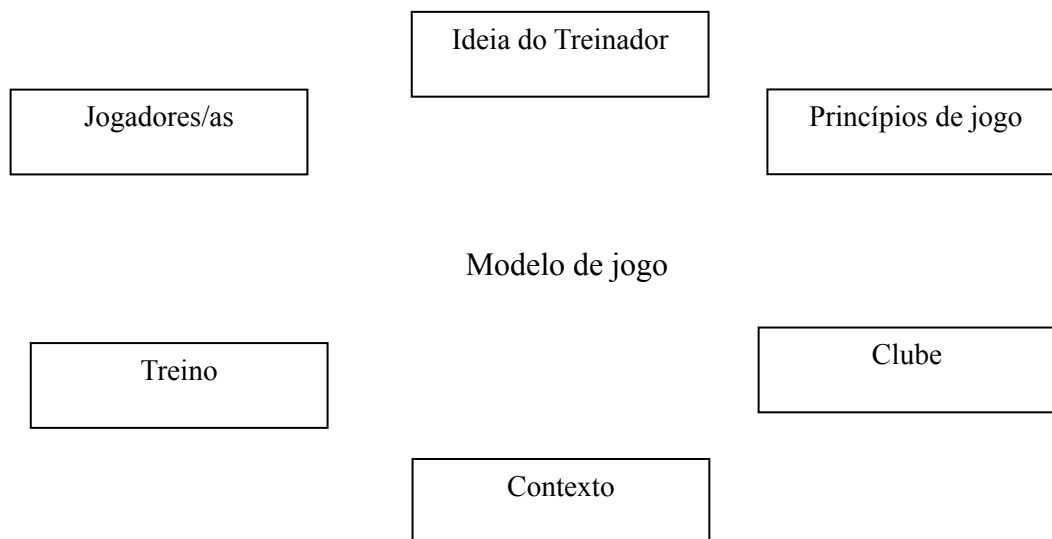 Ideia do Treinador
Jogadores/as
Princípios de jogo
Modelo de jogo
Clube
Treino
Contexto